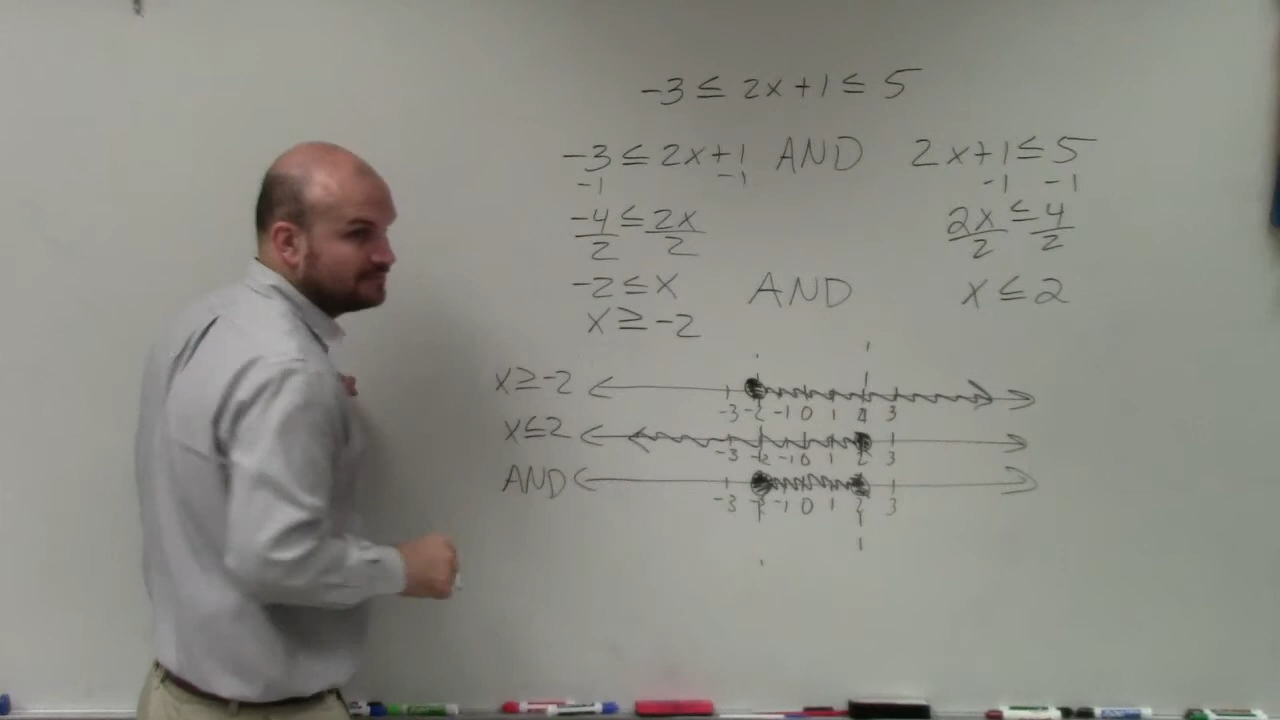 -3 ≤ 2x+1 ≤ 5
-3 ≤ 2x+1 AND 2x+1 ≤ 5
-1 -1 -1 -1
-4 ≤ 2x 2x ≤ 4
2 2 2 2
-2 ≤ x AND x ≤ 2
x ≥ -2
x ≥ -2
-3 -2 -1 0 1 2 3
x ≤ 2
-3 -2 -1 0 1 2 3
AND
-3 -2 -1 0 1 2 3